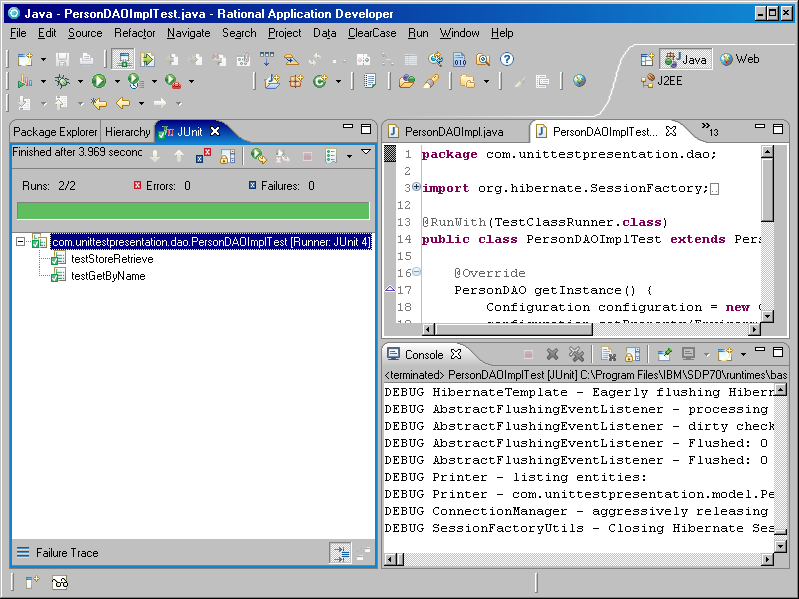 Java - PersonDAOImplTest.java - Rational Application Developer
File Edit Source Refactor Navigate Search Project Data ClearCase Run Window Help
Java Web
J2EE
Package Explorer Hierarchy JUnit
Finished after 3.969 seconc
Runs: 2/2 Errors: 0 Failures: 0
com.unittestpresentation.dao.PersonDAOImplTest [Runner: JUnit 4]
testStoreRetrieve
testGetByName
Failure Trace
PersonDAOImpl.java PersonDAOImplTest... »13
1 package com.unittestpresentation.dao;
2
3 import org.hibernate.SessionFactory;
12
13 @RunWith(TestClassRunner.class)
14 public class PersonDAOImplTest extends Pers
15
16 @Override
17 PersonDAO getInstance() {
18 Configuration configuration = new
Console
<terminated> PersonDAOImplTest [JUnit] C:\Program Files\IBM\SDP70\runtimes\bas
DEBUG HibernateTemplate - Eagerly flushing Hibern
DEBUG AbstractFlushingEventListener - processing
DEBUG AbstractFlushingEventListener - dirty check
DEBUG AbstractFlushingEventListener - Flushed: 0
DEBUG AbstractFlushingEventListener - Flushed: 0
DEBUG Printer - listing entities:
DEBUG Printer - com.unittestpresentation.model.Pe
DEBUG ConnectionManager - aggressively releasing
DEBUG SessionFactoryUtils - Closing Hibernate Ses